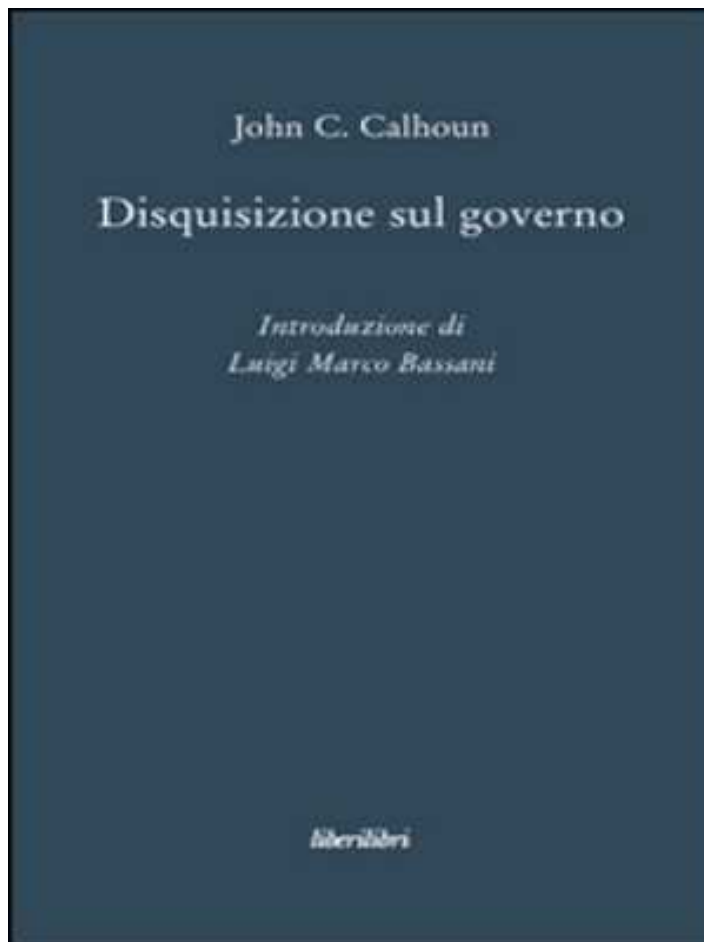 John C. Calhoun
Disquisizione sul governo
Introduzione di
Luigi Marco Bassani
liberilibri